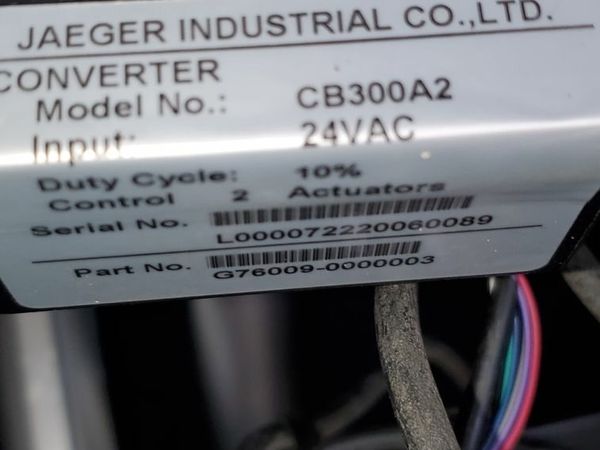 JAEGER INDUSTRIAL CO.,LTD.
CONVERTER
Model No.: CB300A2
Input: 24VAC
Duty Cycle: 10%
Control 2 Actuators
Serial No.
L0000722220060089
Part No.
G76009-0000003